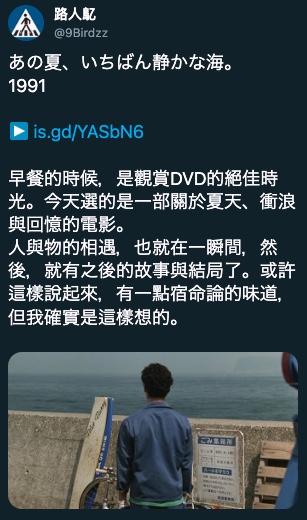 路人乾
@9Birdzz
あの夏、いちばん静かな海。
1991
is.gd/YASbN6
早餐的時候，是觀賞DVD的絕佳時
光。今天選的是一部關於夏天、衝浪
與回憶的電影。
人與物的相遇，也就在一瞬間，然
後，就有之後的故事與結局了。或許
這樣說起來，有一點宿命論的味道，
但我確實是這樣想的。
ごみ集積所